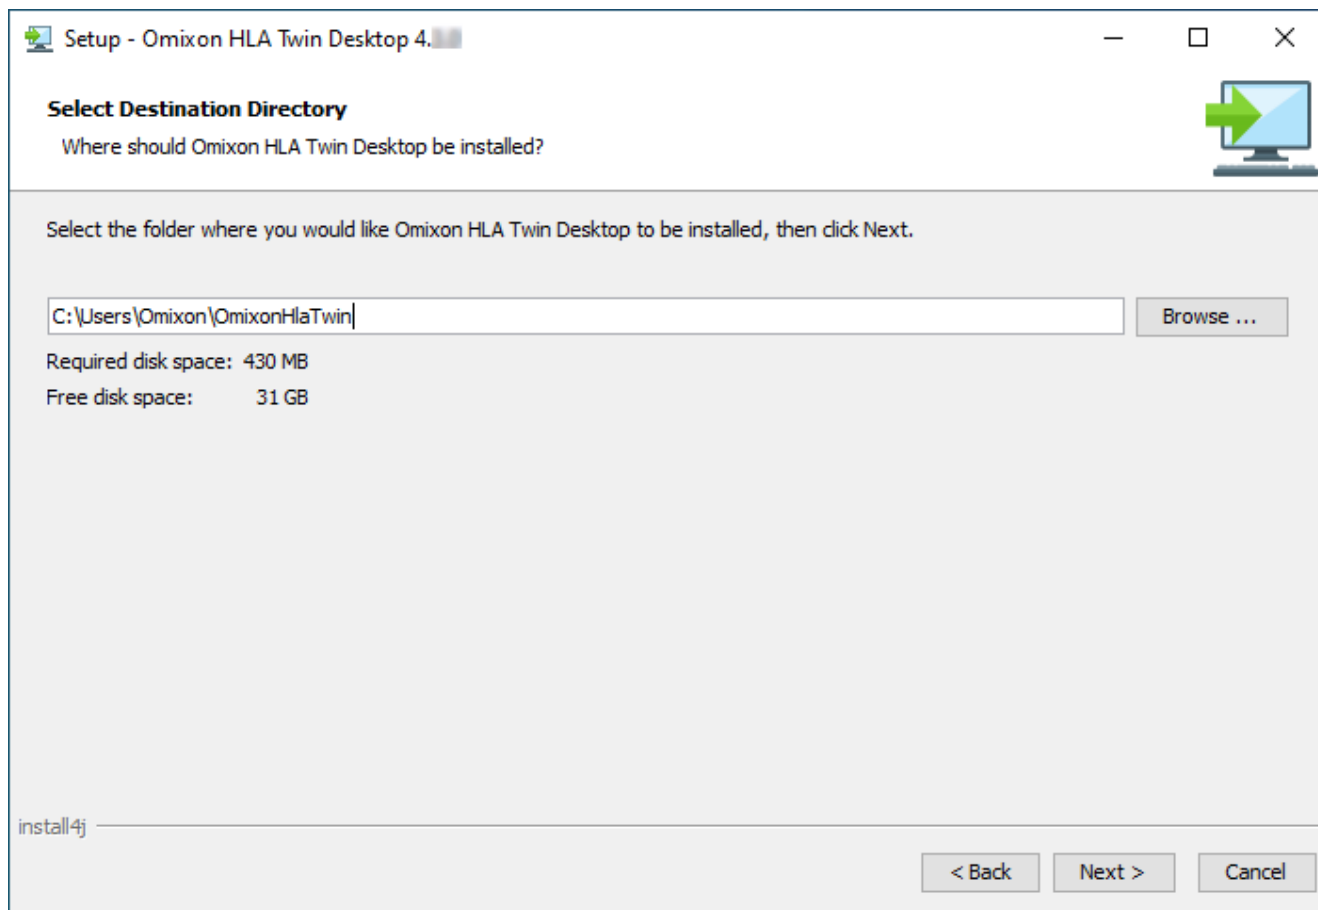 Setup - Omixon HLA Twin Desktop 4.
Select Destination Directory
Where should Omixon HLA Twin Desktop be installed?
Select the folder where you would like Omixon HLA Twin Desktop to be installed, then click Next.
C:\Users\Omixon\OmixonHlaTwin
Browse ...
Required disk space: 430 MB
Free disk space: 31 GB
install4j
< Back Next > Cancel